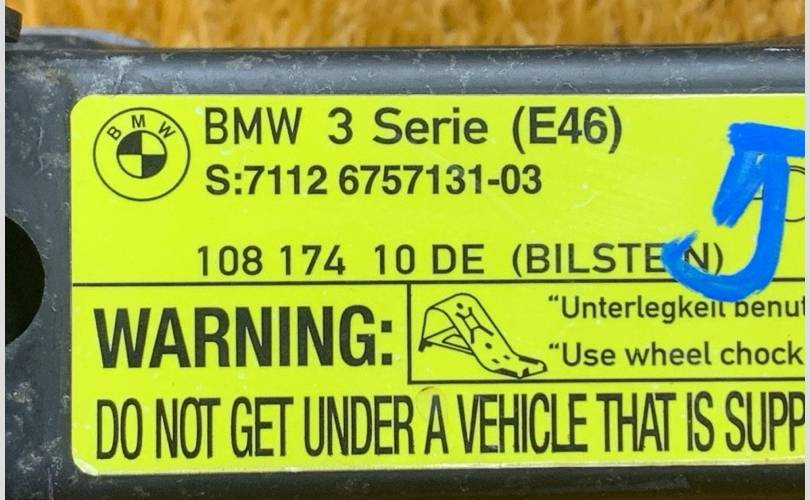 BMW
BMW 3 Serie (E46)
S:7112 6757131-03
108 174 10 DE (BILSTEIN)
J
WARNING:
“Unterlegkeil benut
“Use wheel chock
DO NOT GET UNDER A VEHICLE THAT IS SUPP